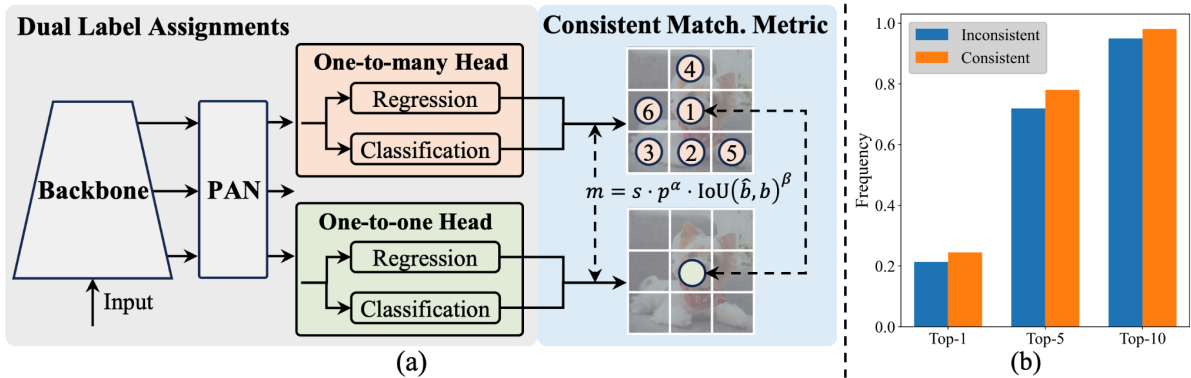 Dual Label Assignments
Consistent Match. Metric
One-to-many Head
Regression
Classification
Backbone
PAN
Input
One-to-one Head
Regression
Classification
4
6 1
3 2 5
m = s · p^α · IoU(b̂, b)^β
(a)
Inconsistent
Consistent
Frequency
1.0
0.8
0.6
0.4
0.2
0.0
Top-1 Top-5 Top-10
(b)